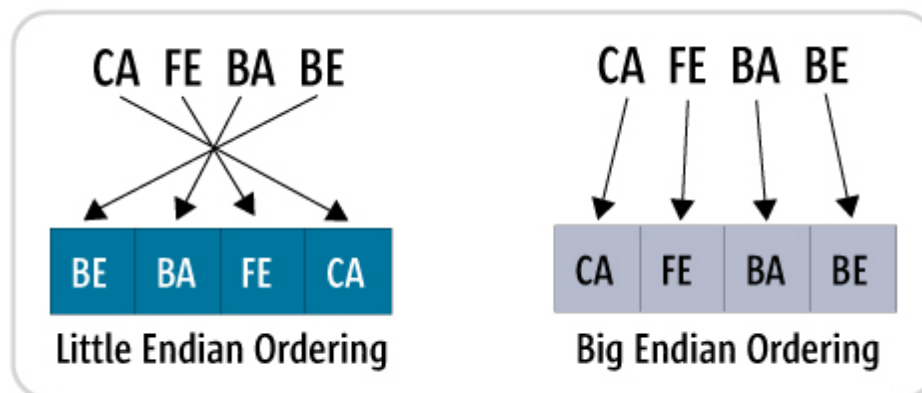 CA FE BA BE
BE BA FE CA
Little Endian Ordering
CA FE BA BE
CA FE BA BE
Big Endian Ordering